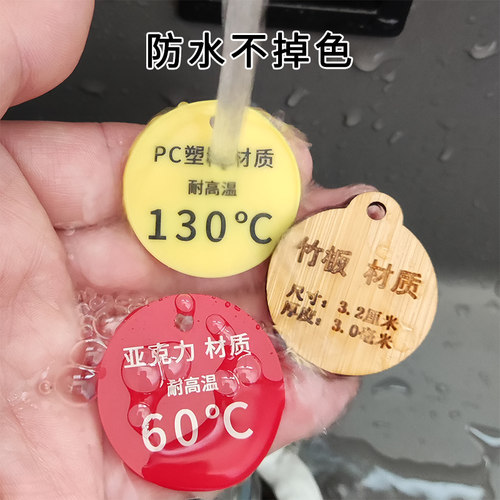 防水不掉色
PC塑料 材质
耐高温
130℃
竹板 材质
尺寸：3.2厘米
厚度：3.0毫米
亚克力 材质
耐高温
60℃